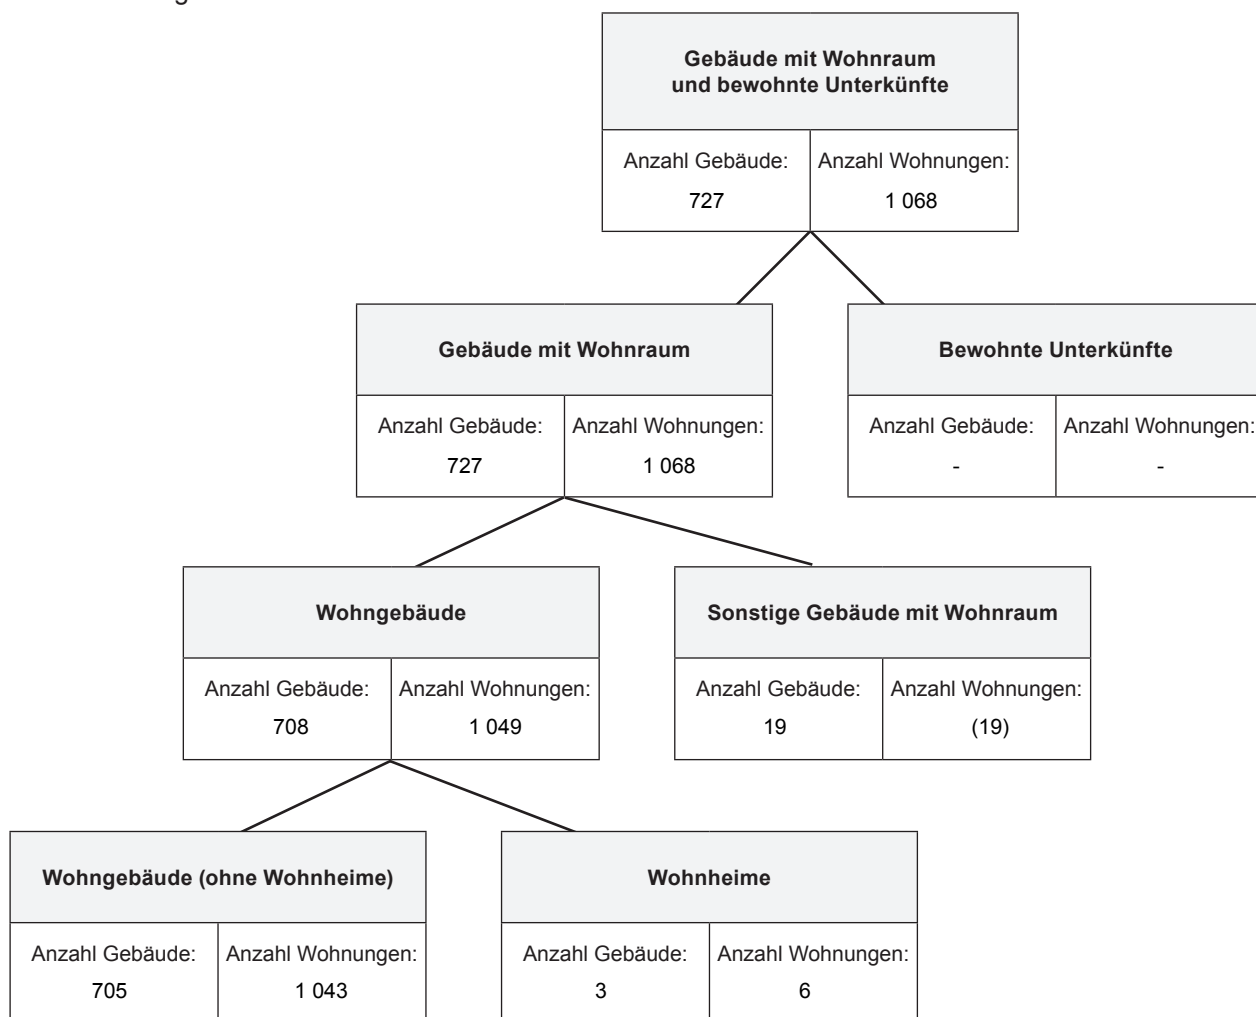 Gebäude mit Wohnraum
und bewohnte Unterkünfte
Anzahl Gebäude: Anzahl Wohnungen:
727 1 068
Gebäude mit Wohnraum
Anzahl Gebäude: Anzahl Wohnungen:
727 1 068
Bewohnte Unterkünfte
Anzahl Gebäude: Anzahl Wohnungen:
- -
Wohngebäude
Anzahl Gebäude: Anzahl Wohnungen:
708 1 049
Sonstige Gebäude mit Wohnraum
Anzahl Gebäude: Anzahl Wohnungen:
19 (19)
Wohngebäude (ohne Wohnheime)
Anzahl Gebäude: Anzahl Wohnungen:
705 1 043
Wohnheime
Anzahl Gebäude: Anzahl Wohnungen:
3 6